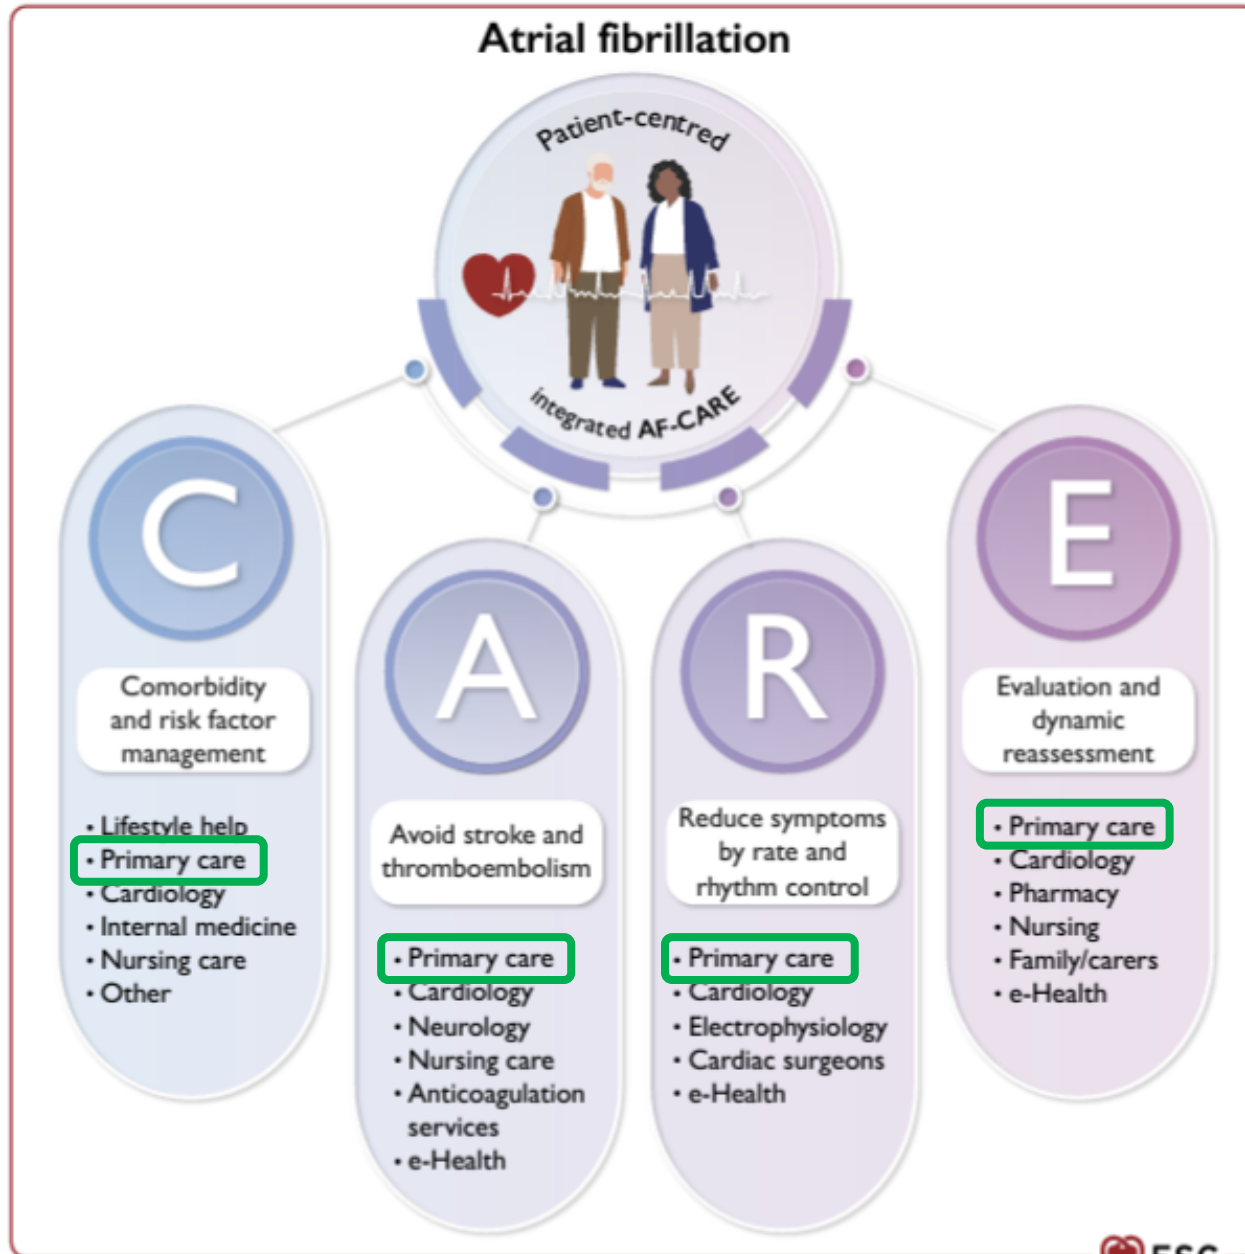 Atrial fibrillation
Patient-centred
integrated AF-CARE
C
Comorbidity
and risk factor
management
• Lifestyle help
• Primary care
• Cardiology
• Internal medicine
• Nursing care
• Other
A
Avoid stroke and
thromboembolism
• Primary care
• Cardiology
• Neurology
• Nursing care
• Anticoagulation
services
• e-Health
R
Reduce symptoms
by rate and
rhythm control
• Primary care
• Cardiology
• Electrophysiology
• Cardiac surgeons
• e-Health
E
Evaluation and
dynamic
reassessment
• Primary care
• Cardiology
• Pharmacy
• Nursing
• Family/carers
• e-Health
ESC